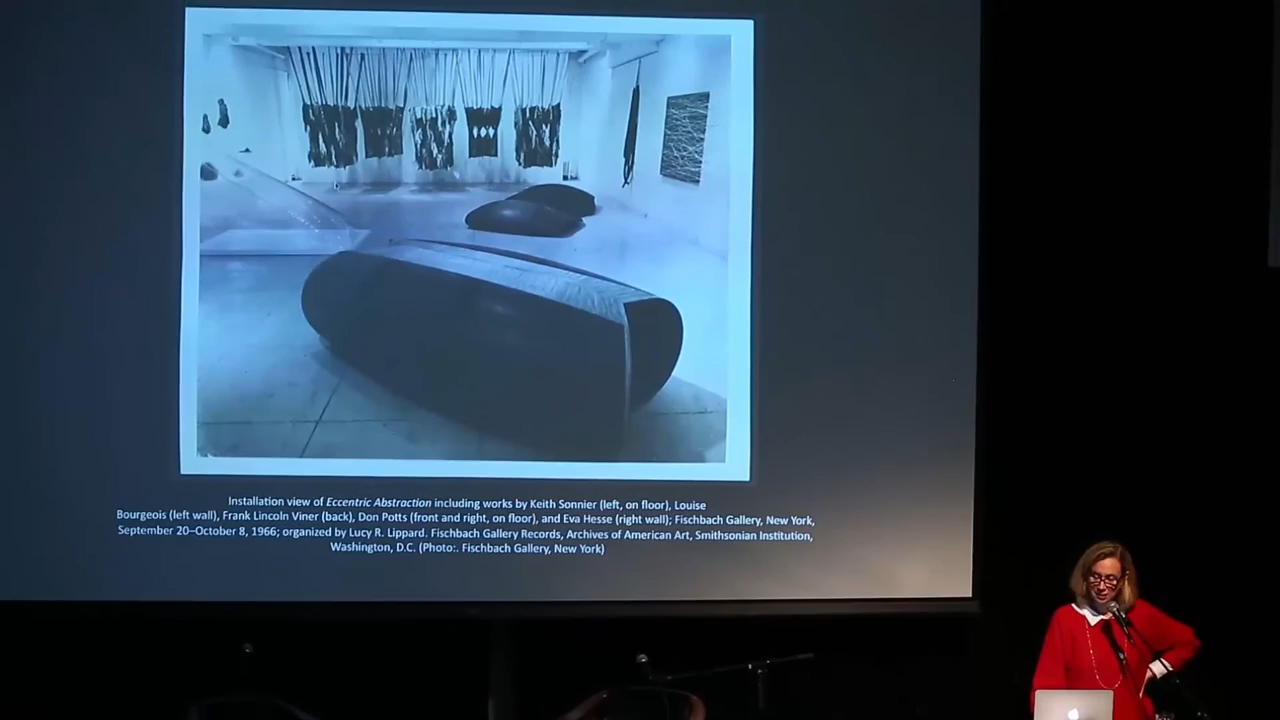 Installation view of Eccentric Abstraction including works by Keith Sonnier (left, on floor), Louise
Bourgeois (left wall), Frank Lincoln Viner (back), Don Potts (front and right, on floor), and Eva Hesse (right wall); Fischbach Gallery, New York,
September 20–October 8, 1966; organized by Lucy R. Lippard. Fischbach Gallery Records, Archives of American Art, Smithsonian Institution,
Washington, D.C. (Photo:. Fischbach Gallery, New York)